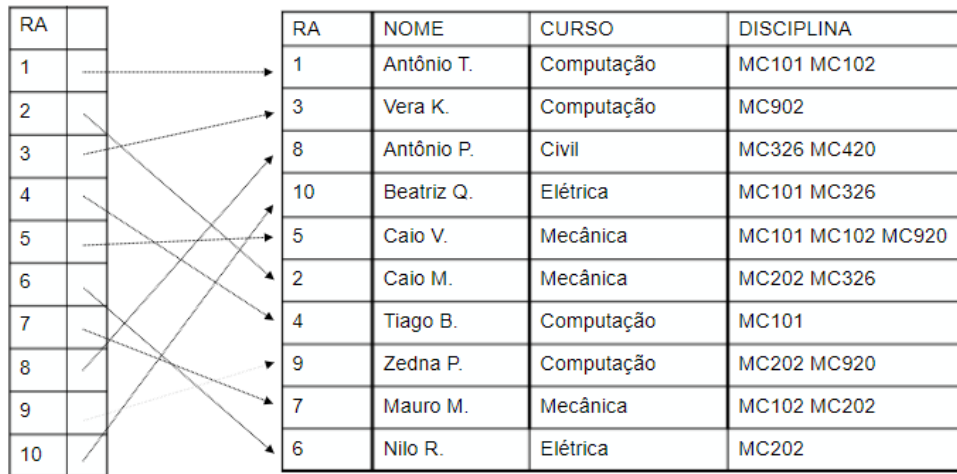 RA
1
2
3
4
5
6
7
8
9
10
RA NOME CURSO DISCIPLINA
1 Antônio T. Computação MC101 MC102
3 Vera K. Computação MC902
8 Antônio P. Civil MC326 MC420
10 Beatriz Q. Elétrica MC101 MC326
5 Caio V. Mecânica MC101 MC102 MC920
2 Caio M. Mecânica MC202 MC326
4 Tiago B. Computação MC101
9 Zedna P. Computação MC202 MC920
7 Mauro M. Mecânica MC102 MC202
6 Nilo R. Elétrica MC202